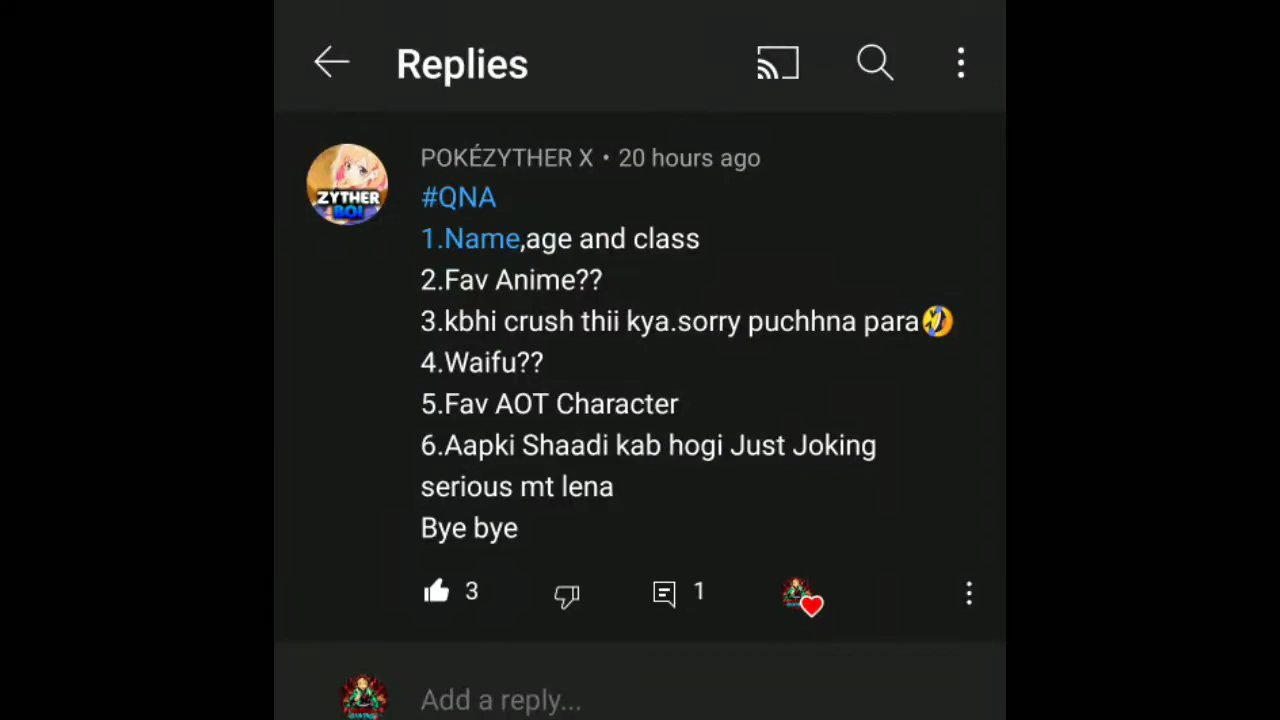 Replies
POKÉZYTHER X • 20 hours ago
ZYTHER
BOI
#QNA
1.Name,age and class
2.Fav Anime??
3.kbhi crush thii kya.sorry puchhna para🤣
4.Waifu??
5.Fav AOT Character
6.Aapki Shaadi kab hogi Just Joking
serious mt lena
Bye bye
3
1
Add a reply...